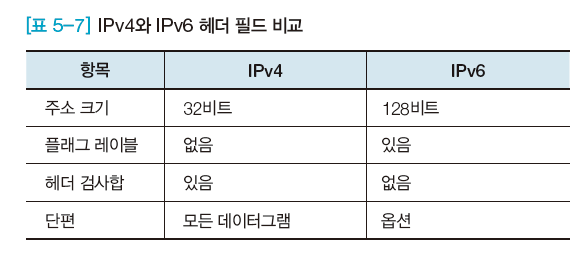 [표 5-7] IPv4와 IPv6 헤더 필드 비교
항목 IPv4 IPv6
주소 크기 32비트 128비트
플래그 레이블 없음 있음
헤더 검사합 있음 없음
단편 모든 데이터그램 옵션